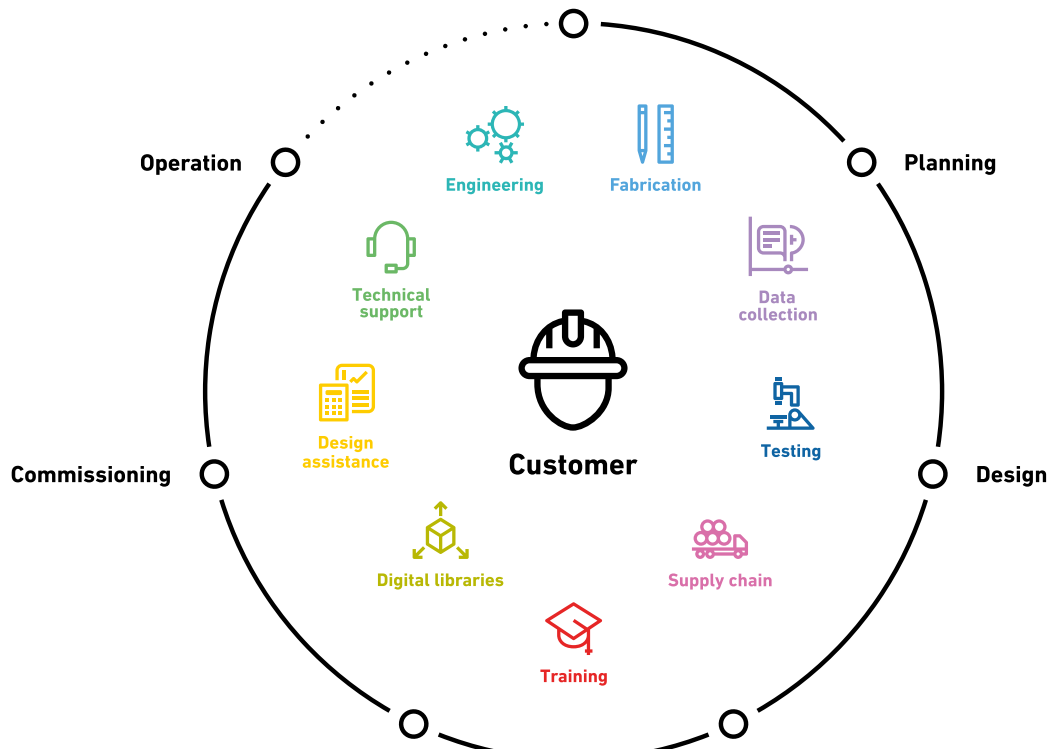 Operation
Planning
Engineering
Fabrication
Technical
support
Data
collection
Design
assistance
Customer
Testing
Commissioning
Design
Digital libraries
Supply chain
Training